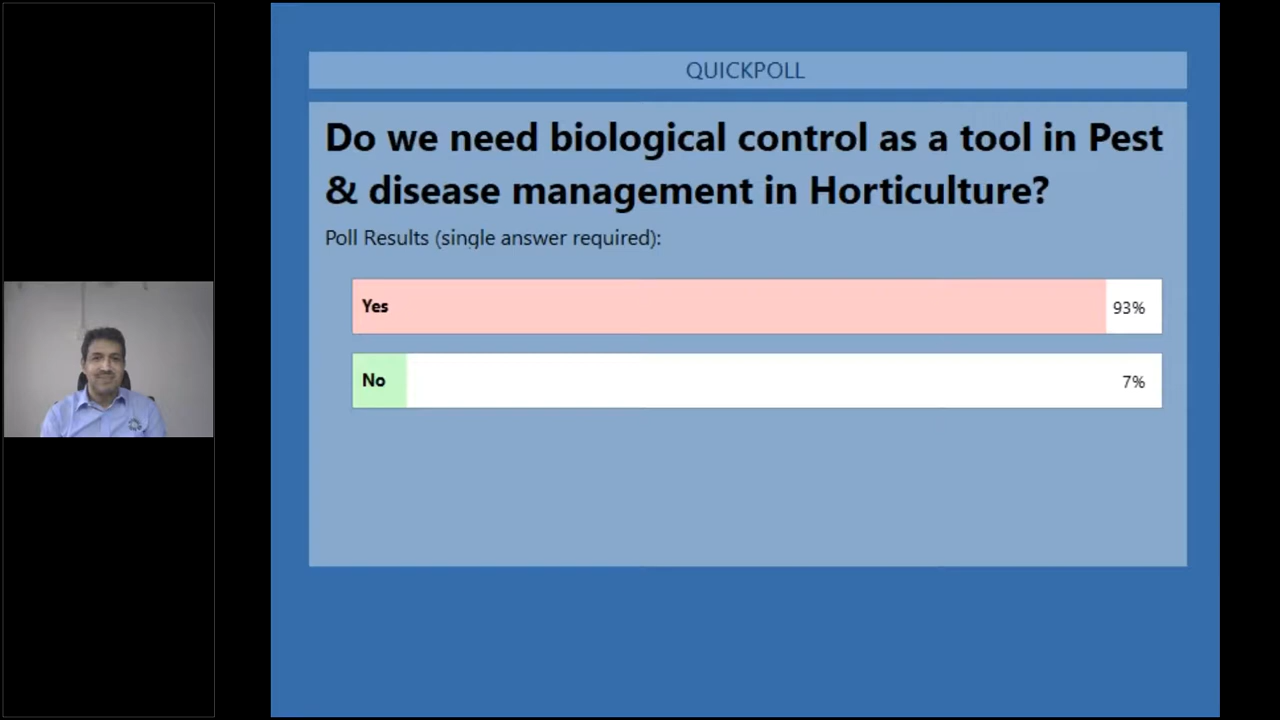 QUICKPOLL
Do we need biological control as a tool in Pest
& disease management in Horticulture?
Poll Results (single answer required):
Yes
93%
No
7%